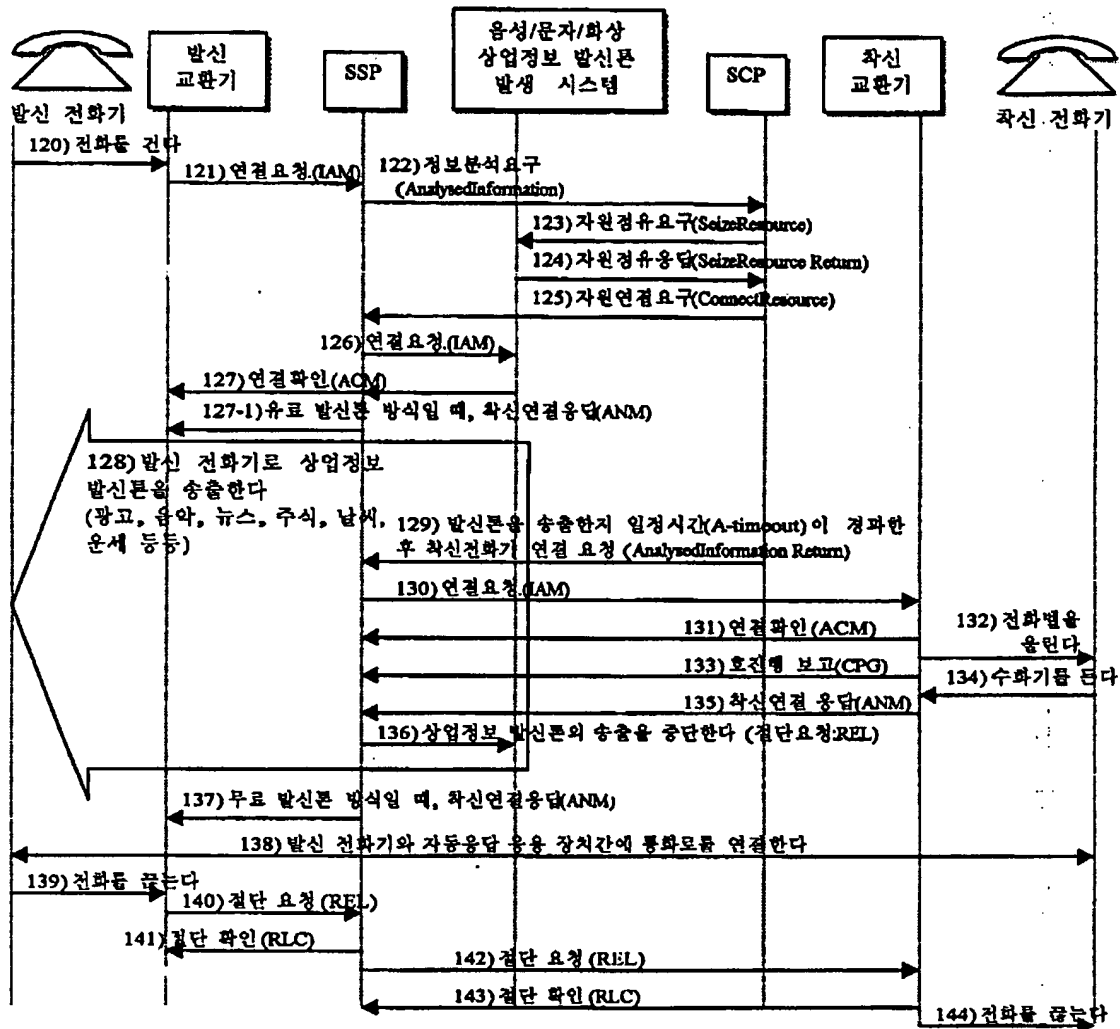 음성/문자/화상
상업정보 발신톤
발생 시스템
발신
교환기
SSP
SCP
착신
교환기
발신 전화기
착신 전화기
120)전화를 건다
121)연결요청(IAM)
122)정보분석요구
(AnalysedInformation)
123)자원점유요구(SeizeResource)
124)자원점유응답(SeizeResource Return)
125)자원연결요구(ConnectResource)
126)연결요청(IAM)
127)연결확인(ACM)
127-1)유료 발신톤 방식일 때, 착신연결응답(ANM)
128)발신 전화기로 상업정보
발신톤을 송출한다
(광고, 음악, 뉴스, 주식, 날씨,
운세 등등)
129) 발신톤을 송출한지 일정시간(A-timeout)이 경과한
후 착신전화기 연결 요청 (AnalysedInformation Return)
130)연결요청(IAM)
131)연결확인(ACM)
132)전화벨을
울린다
133)호진행 보고(CPG)
134)수화기를 든다
135)착신연결 응답(ANM)
136)상업정보 발신톤의 송출을 중단한다 (절단요청:REL)
137)무료 발신톤 방식일 때, 착신연결응답(ANM)
138)발신 전화기와 자동응답 응용 장치간에 통화로를 연결한다
139)전화를 끊는다
140)절단 요청(REL)
141)절단 확인(RLC)
142)절단 요청(REL)
143)절단 확인(RLC)
144)전화를 끊는다